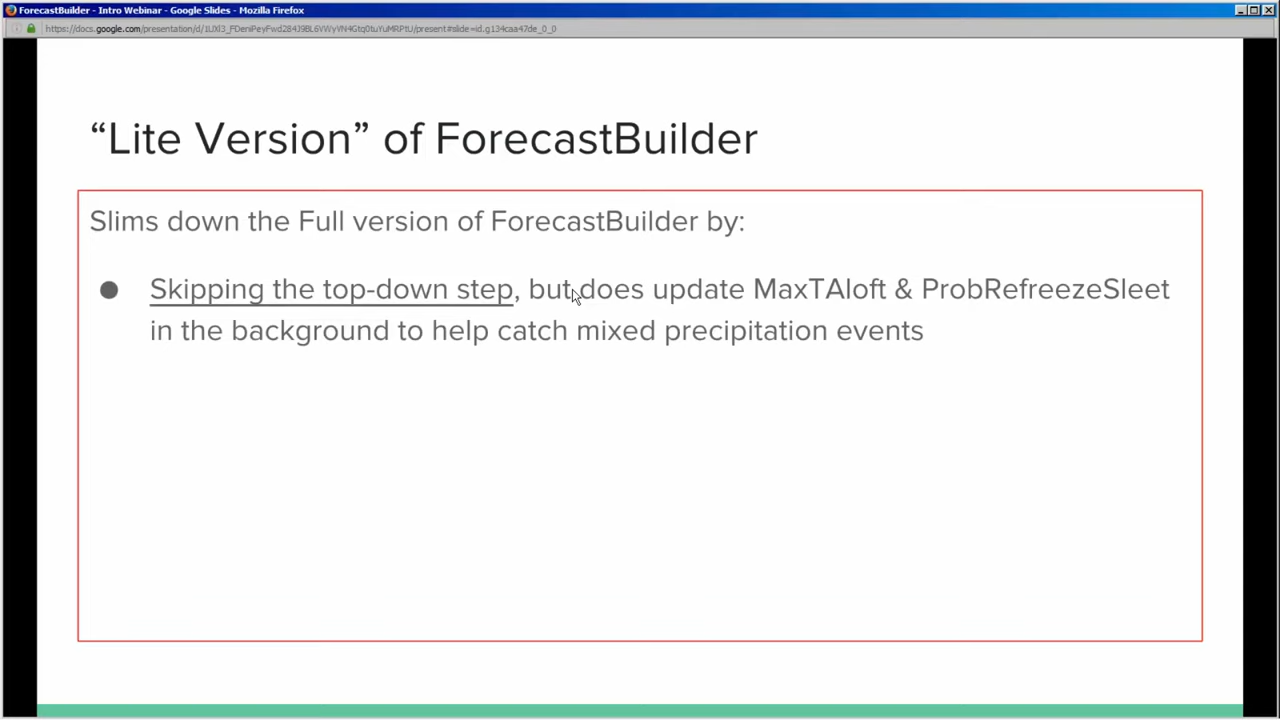 ForecastBuilder - Intro Webinar - Google Slides - Mozilla Firefox
“Lite Version” of ForecastBuilder
Slims down the Full version of ForecastBuilder by:
● Skipping the top-down step, but does update MaxTAloft & ProbRefreezeSleet
in the background to help catch mixed precipitation events